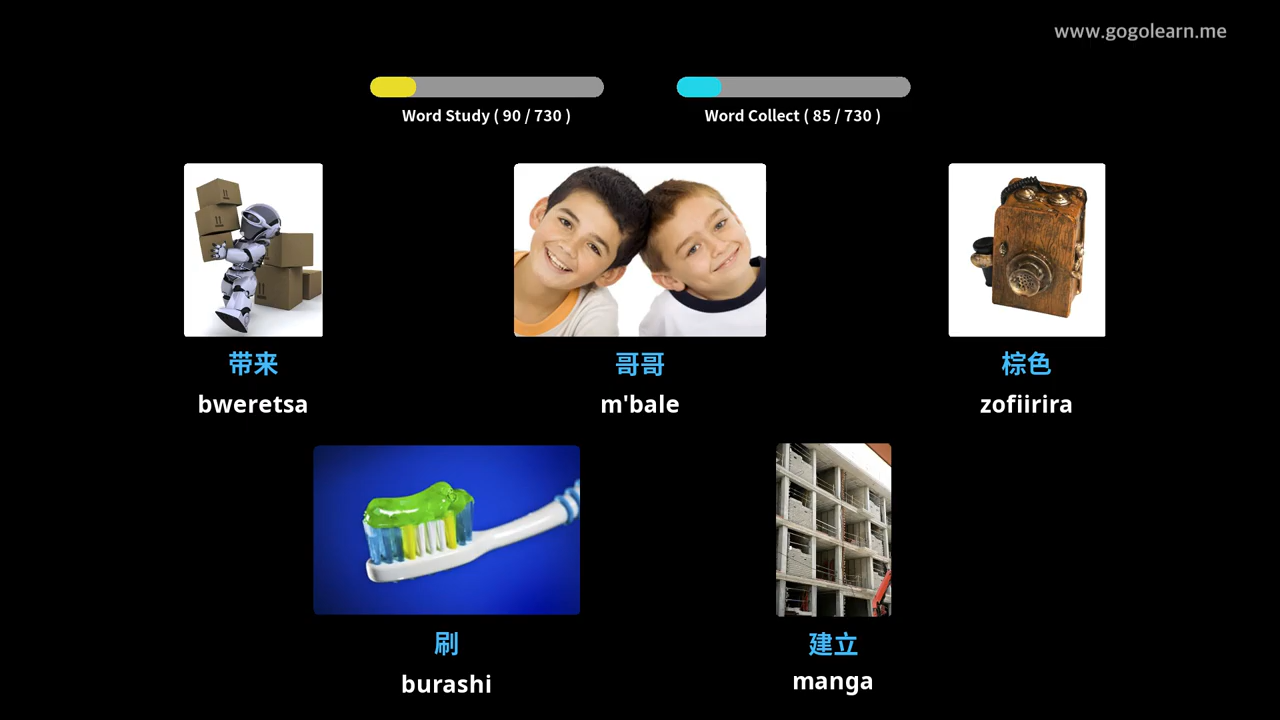 www.gogolearn.me
Word Study ( 90 / 730 )
Word Collect ( 85 / 730 )
带来
哥哥
棕色
bweretsa
m'bale
zofiirira
刷
建立
burashi
manga